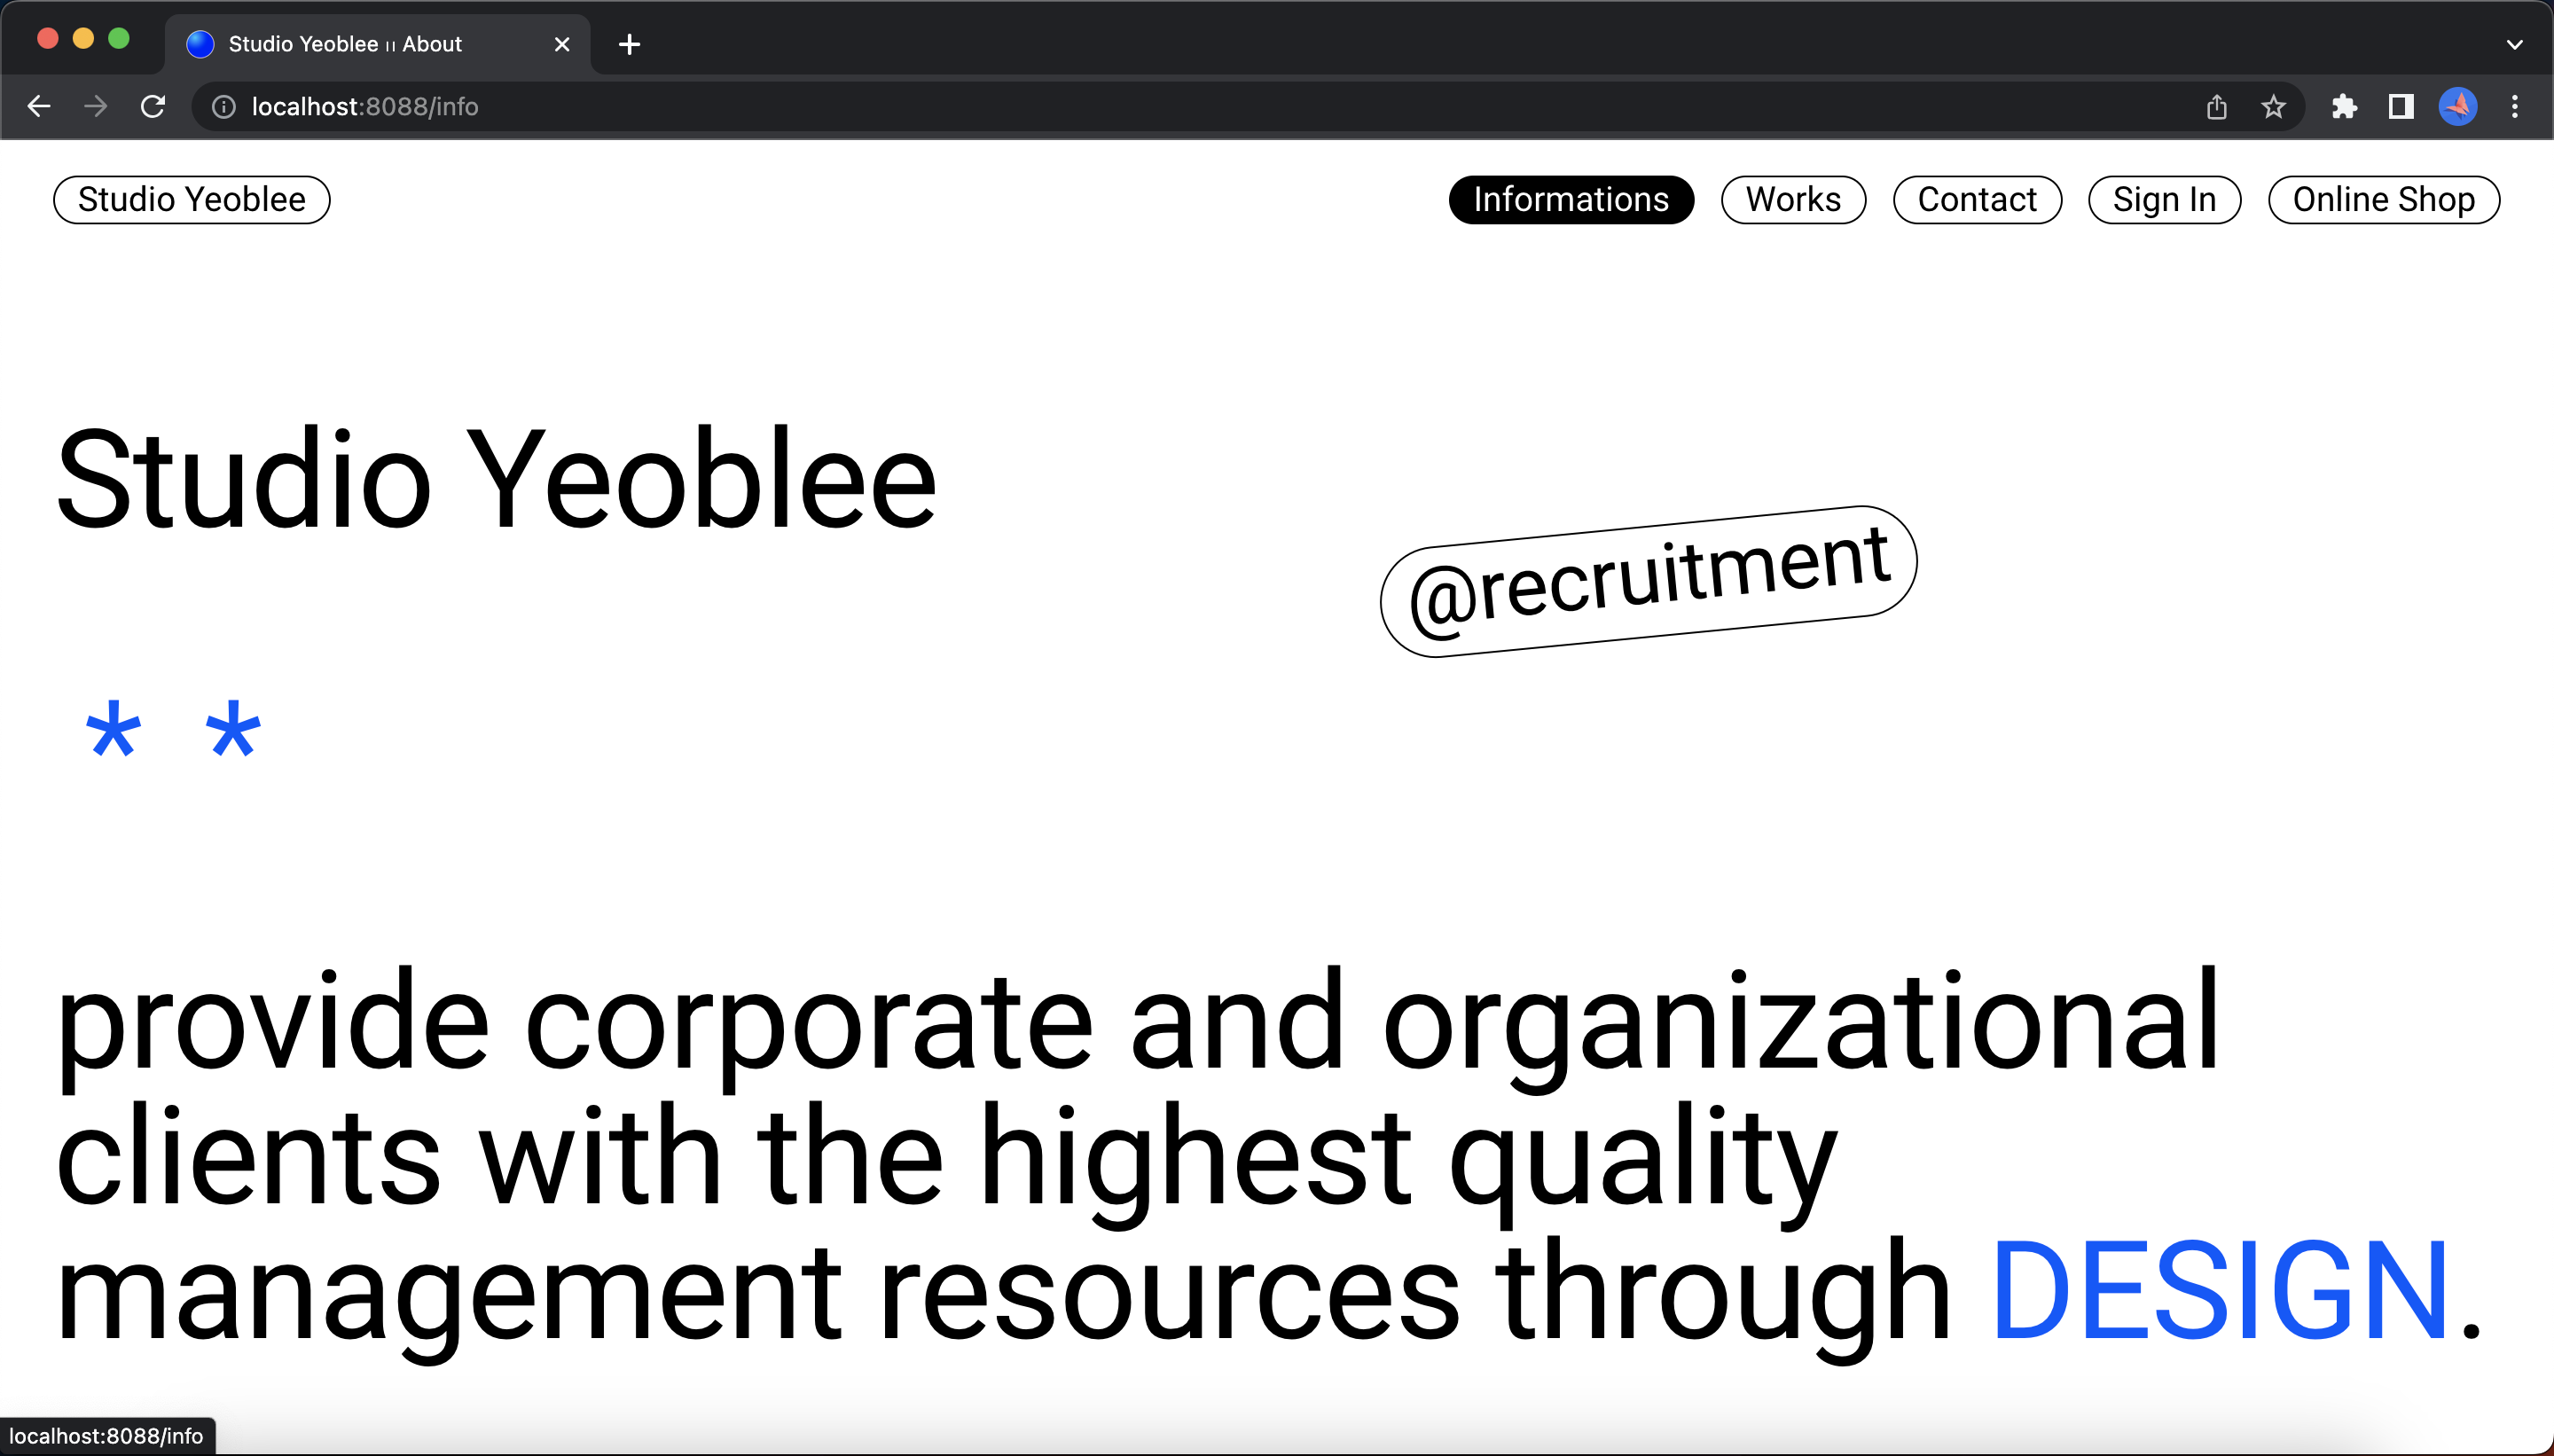 Studio Yeoblee ıı About
localhost:8088/info
Studio Yeoblee
Informations
Works
Contact
Sign In
Online Shop
Studio Yeoblee
@recruitment
* *
provide corporate and organizational
clients with the highest quality
management resources through DESIGN.
localhost:8088/info